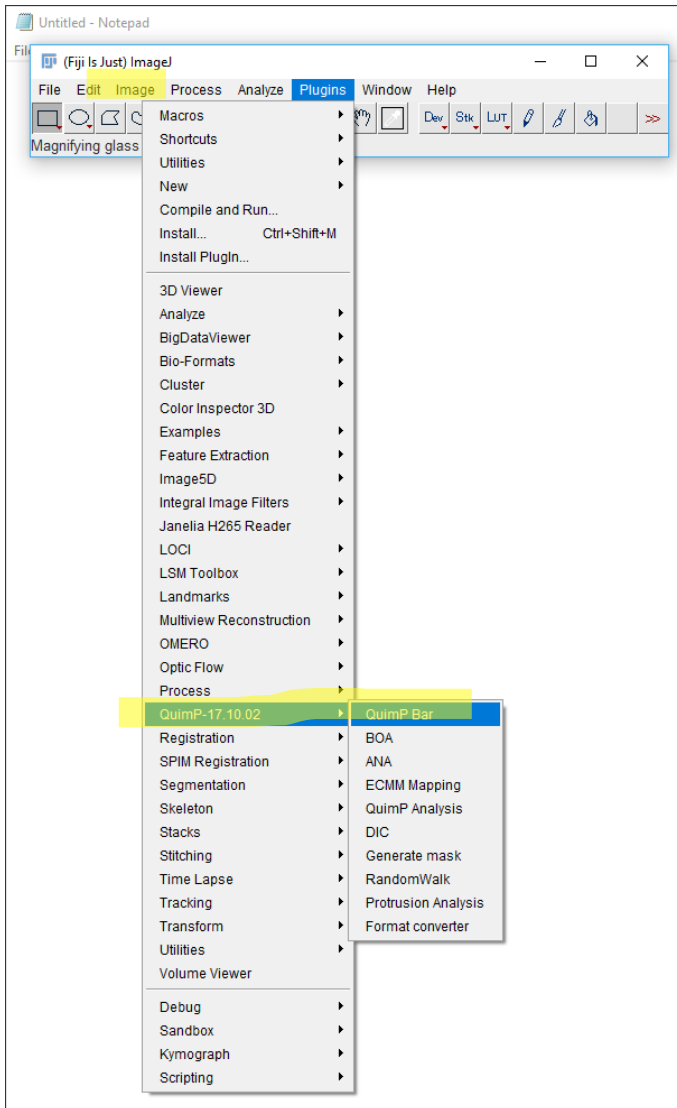 Untitled - Notepad
Fil
(Fiji Is Just) ImageJ
File Edit Image Process Analyze Plugins Window Help
Dev Stk LUT >>
Magnifying glass
Macros
Shortcuts
Utilities
New
Compile and Run...
Install... Ctrl+Shift+M
Install PlugIn...
3D Viewer
Analyze
BigDataViewer
Bio-Formats
Cluster
Color Inspector 3D
Examples
Feature Extraction
Image5D
Integral Image Filters
Janelia H265 Reader
LOCI
LSM Toolbox
Landmarks
Multiview Reconstruction
OMERO
Optic Flow
Process
QuimP-17.10.02 QuimP Bar
Registration BOA
SPIM Registration ANA
Segmentation ECMM Mapping
Skeleton QuimP Analysis
Stacks DIC
Stitching Generate mask
Time Lapse RandomWalk
Tracking Protrusion Analysis
Transform Format converter
Utilities
Volume Viewer
Debug
Sandbox
Kymograph
Scripting